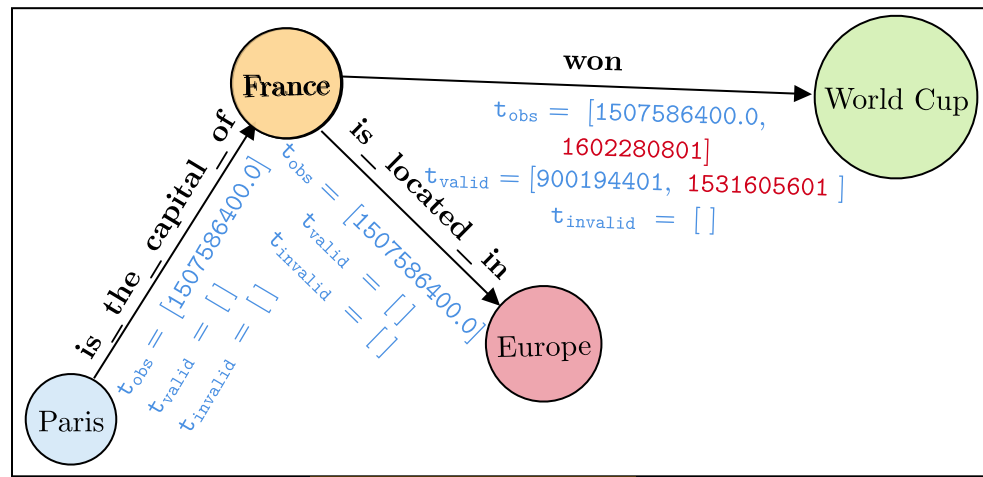 France
won
World Cup
t_obs = [1507586400.0,
1602280801]
t_valid = [900194401, 1531605601 ]
t_invalid = [ ]
is_the_capital_of
t_obs = [1507586400.0]
t_valid = [ ]
t_invalid = [ ]
is_located_in
t_obs = [1507586400.0]
t_valid = [ ]
t_invalid = [ ]
Europe
Paris